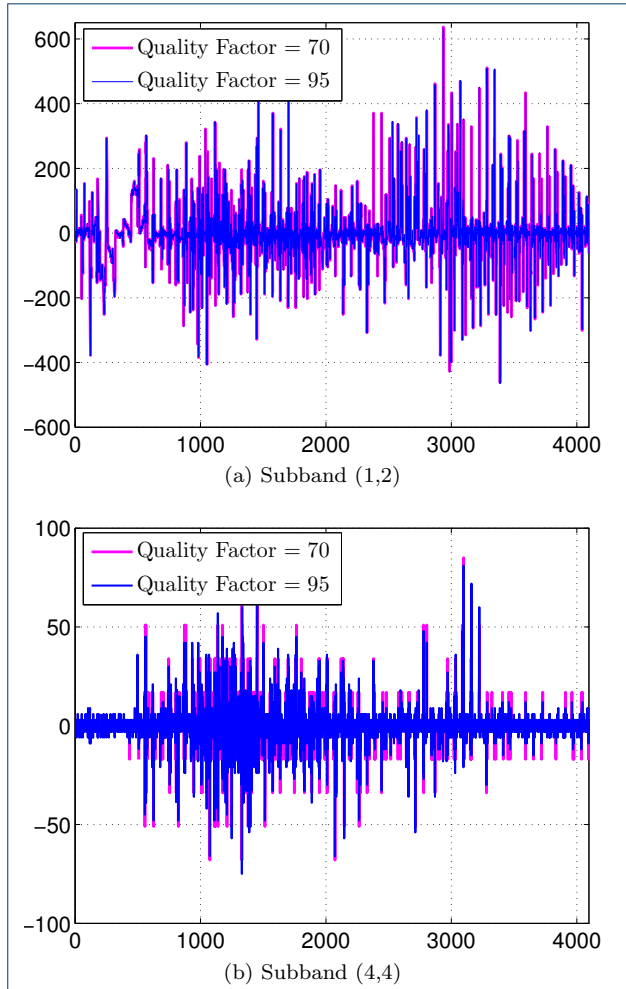 600
400
200
0
−200
−400
−600
Quality Factor = 70
Quality Factor = 95
0 1000 2000 3000 4000
(a) Subband (1,2)
100
50
0
−50
−100
Quality Factor = 70
Quality Factor = 95
0 1000 2000 3000 4000
(b) Subband (4,4)